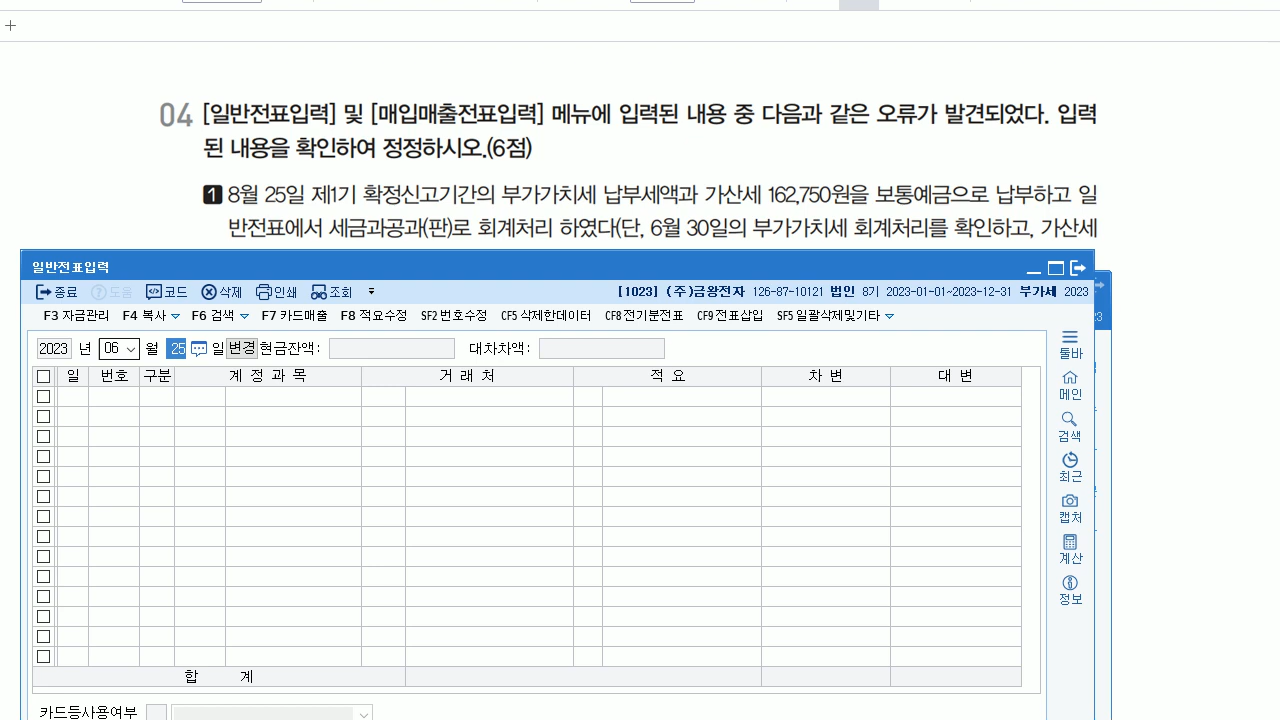 04 [일반전표입력] 및 [매입매출전표입력] 메뉴에 입력된 내용 중 다음과 같은 오류가 발견되었다. 입력
된 내용을 확인하여 정정하시오.(6점)
1 8월 25일 제1기 확정신고기간의 부가가치세 납부세액과 가산세 162,750원을 보통예금으로 납부하고 일
반전표에서 세금과공과(판)로 회계처리 하였다(단, 6월 30일의 부가가치세 회계처리를 확인하고, 가산세
일반전표입력
종료 도움 코드 삭제 인쇄 조회 [1023] (주)금왕전자 126-87-10121 법인 8기 2023-01-01~2023-12-31 부가세 2023
F3 자금관리 F4 복사 F6 검색 F7 카드매출 F8 적요수정 SF2 번호수정 CF5 삭제한데이터 CF8 전기분전표 CF9 전표삽입 SF5 일괄삭제및기타
2023 년 06 월 25 일 변경 현금잔액: 대차차액:
일 번호 구분 계 정 과 목 거 래 처 적 요 차 변 대 변
합 계
카드등사용여부
툴바
메인
검색
최근
캡처
계산
정보